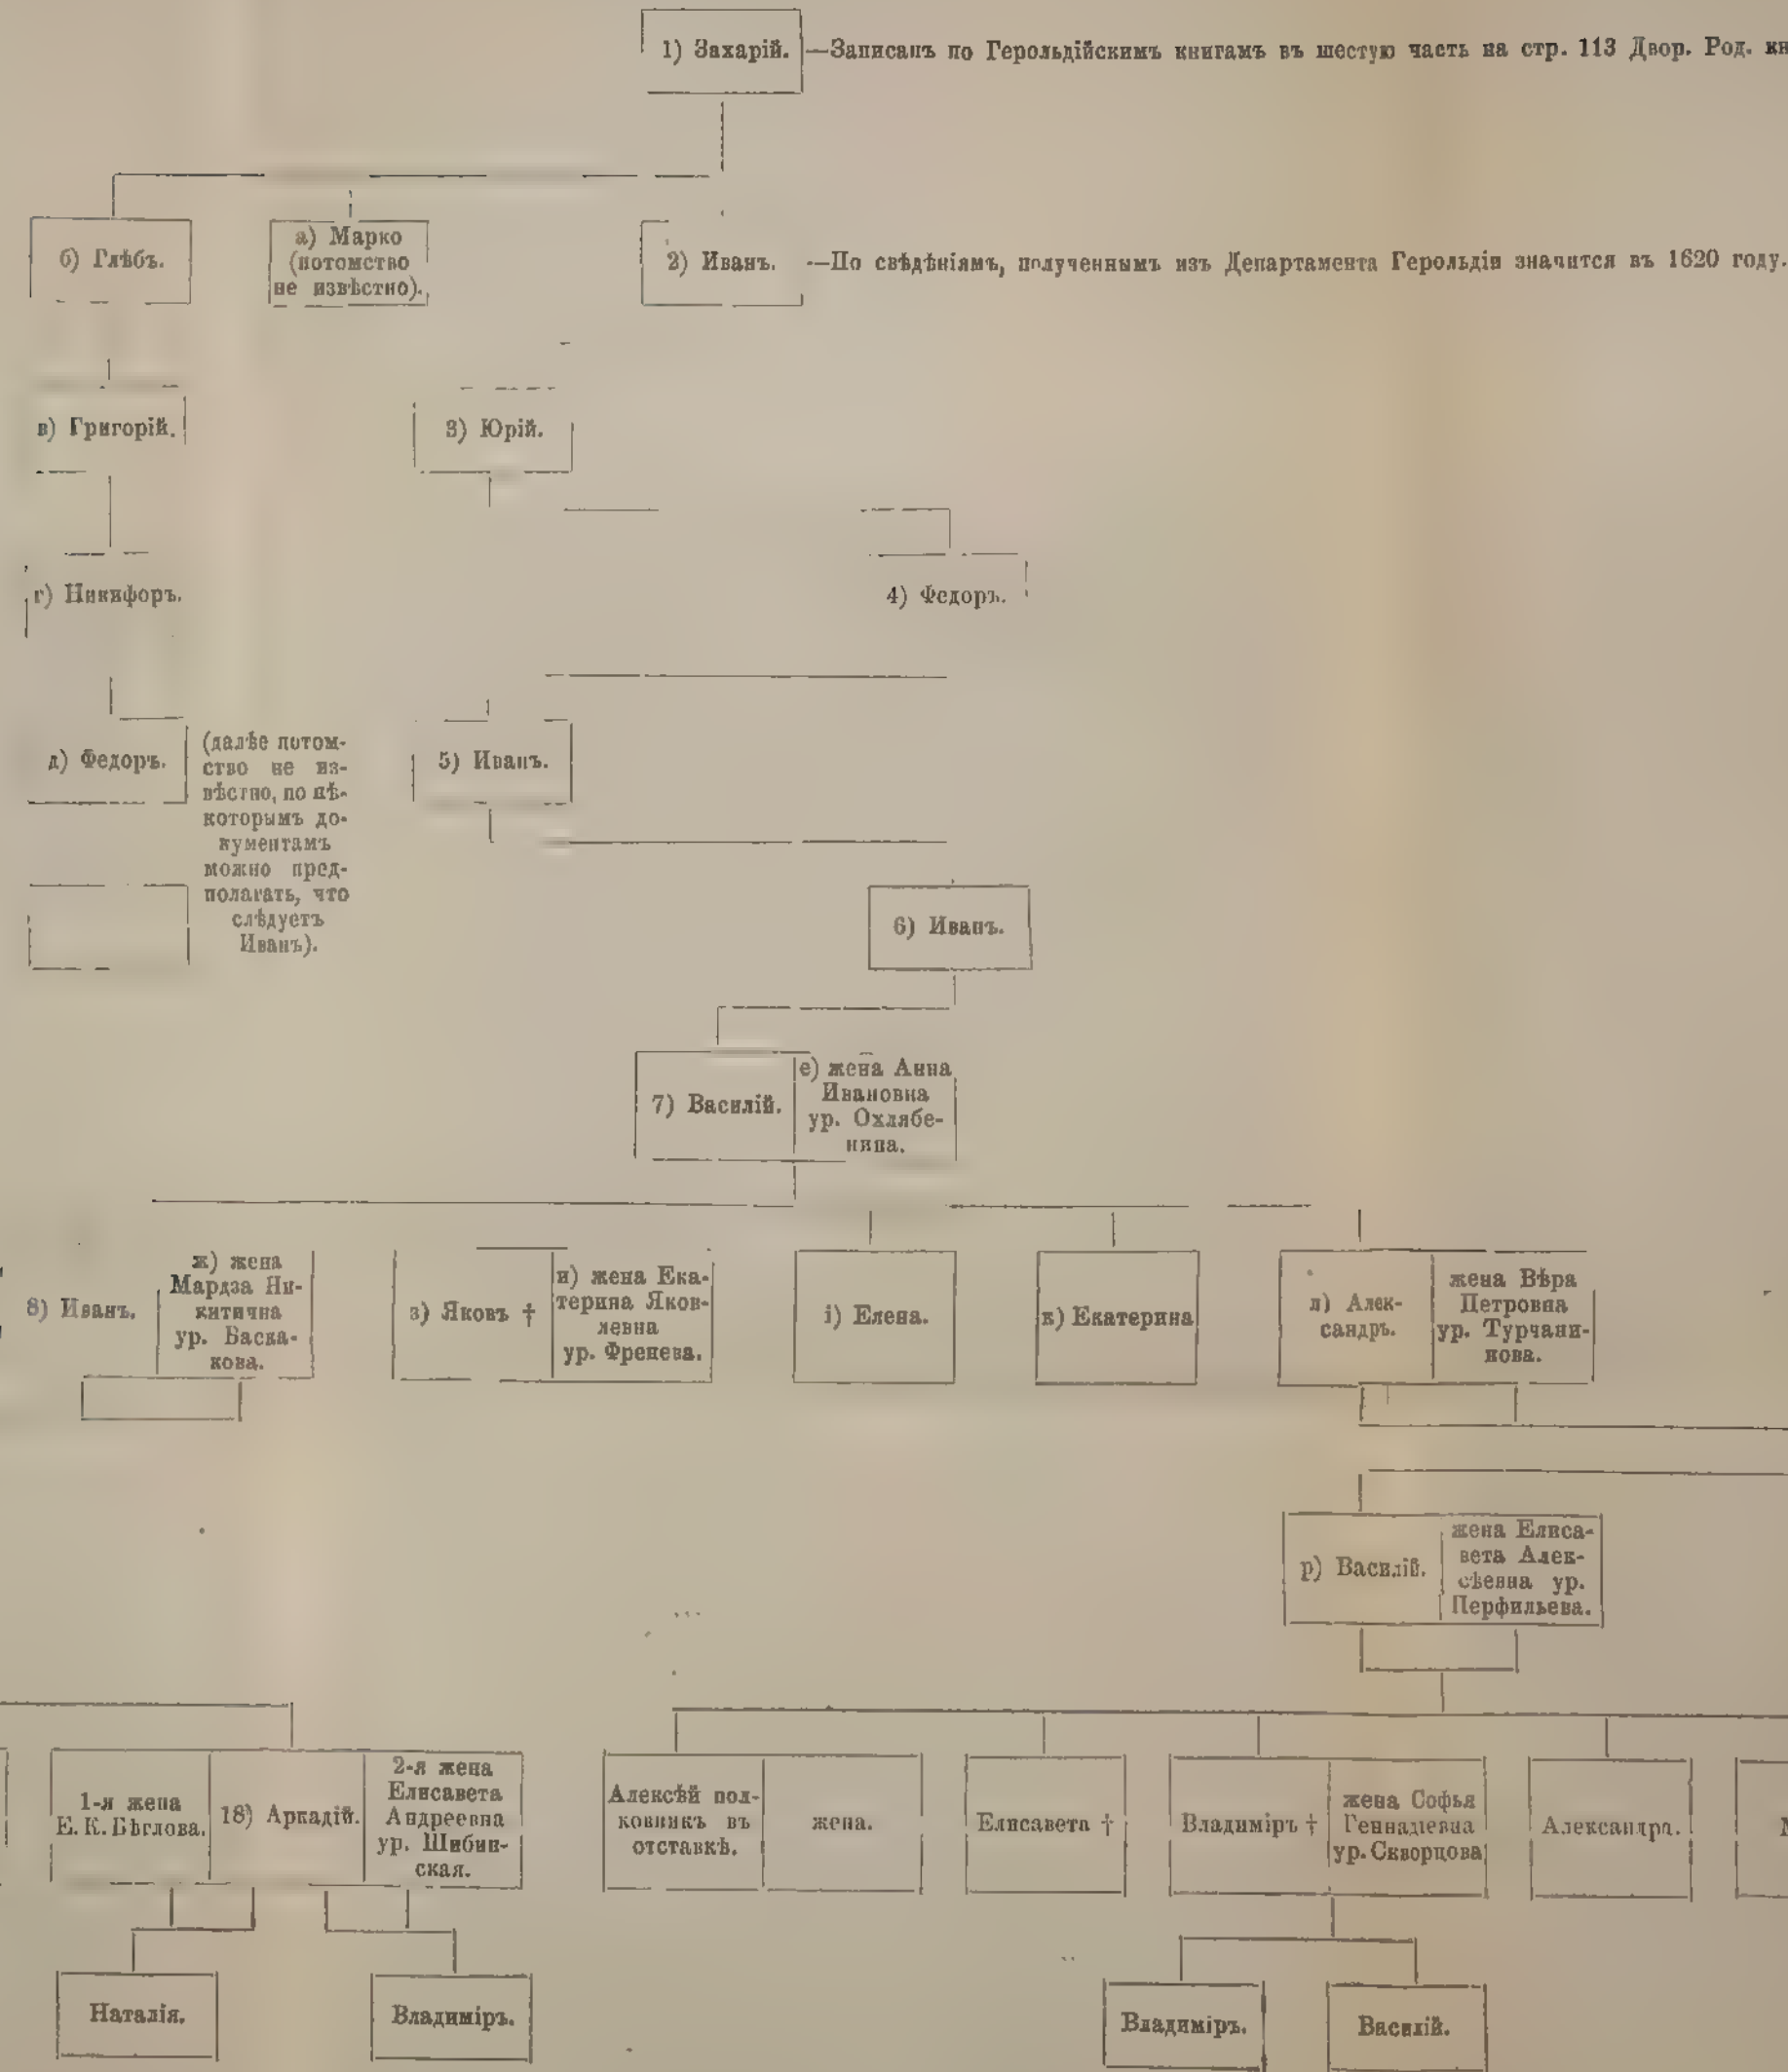 1) Захарій. —Записанъ по Герольдійскимъ книгамъ въ шестую часть на стр. 113 Двор. Род.
б) Глѣбъ.
а) Марко
(потомство
не извѣстно).
2) Иванъ. —По свѣдѣніямъ, полученнымъ изъ Департамента Герольдіи значится въ 1620 году.
в) Григорій.
3) Юрій.
г) Никифоръ.
4) Федоръ.
д) Федоръ.
(далѣе потом-
ство не из-
вѣстно, по нѣ-
которымъ до-
кументамъ
можно пред-
полагать, что
слѣдуетъ
Иванъ).
5) Иванъ.
6) Иванъ.
7) Василій.
е) жена Анна
Ивановна
ур. Охлябе-
нина.
8) Иванъ.
ж) жена
Мардза Ни-
китична
ур. Баска-
кова.
з) Яковъ †
и) жена Ека-
терина Яков-
левна
ур. Френева.
і) Елена.
к) Екатерина
л) Алек-
сандръ.
жена Вѣра
Петровна
ур. Турчани-
нова.
р) Василій.
жена Елиса-
вета Алек-
сѣевна ур.
Перфильева.
1-я жена
Е. К. Бѣглова.
18) Аркадій.
2-я жена
Елисавета
Андреевна
ур. Шибин-
ская.
Алексѣй пол-
ковникъ въ
отставкѣ.
жена.
Елисавета †
Владиміръ †
жена Софья
Геннадіевна
ур. Скворцова
Александра.
Наталія.
Владиміръ.
Владиміръ.
Василій.